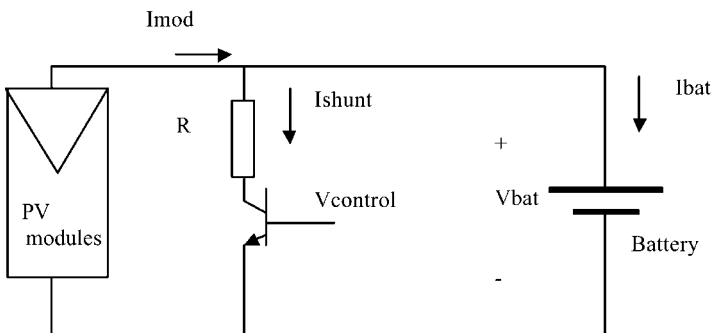 Imod
Ishunt
Ibat
R
+
Vcontrol
Vbat
PV
modules
Battery
-